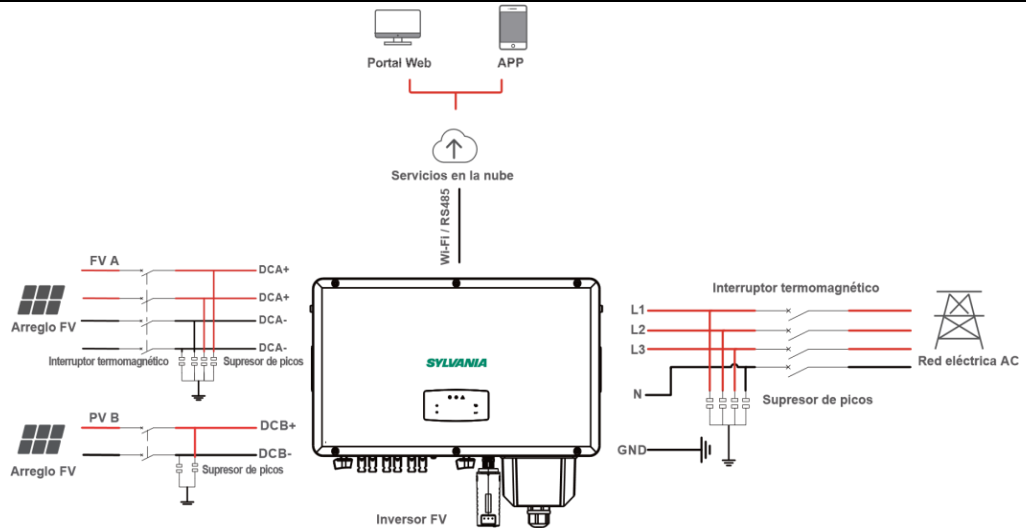 Portal Web
APP
Servicios en la nube
Wi-Fi / RS485
FV A
DCA+
DCA+
Arreglo FV
DCA-
DCA-
Interruptor termomagnético
Supresor de picos
PV B
DCB+
DCB-
Arreglo FV
Supresor de picos
SYLVANIA
Inversor FV
Interruptor termomagnético
L1
L2
L3
Red eléctrica AC
N
Supresor de picos
GND